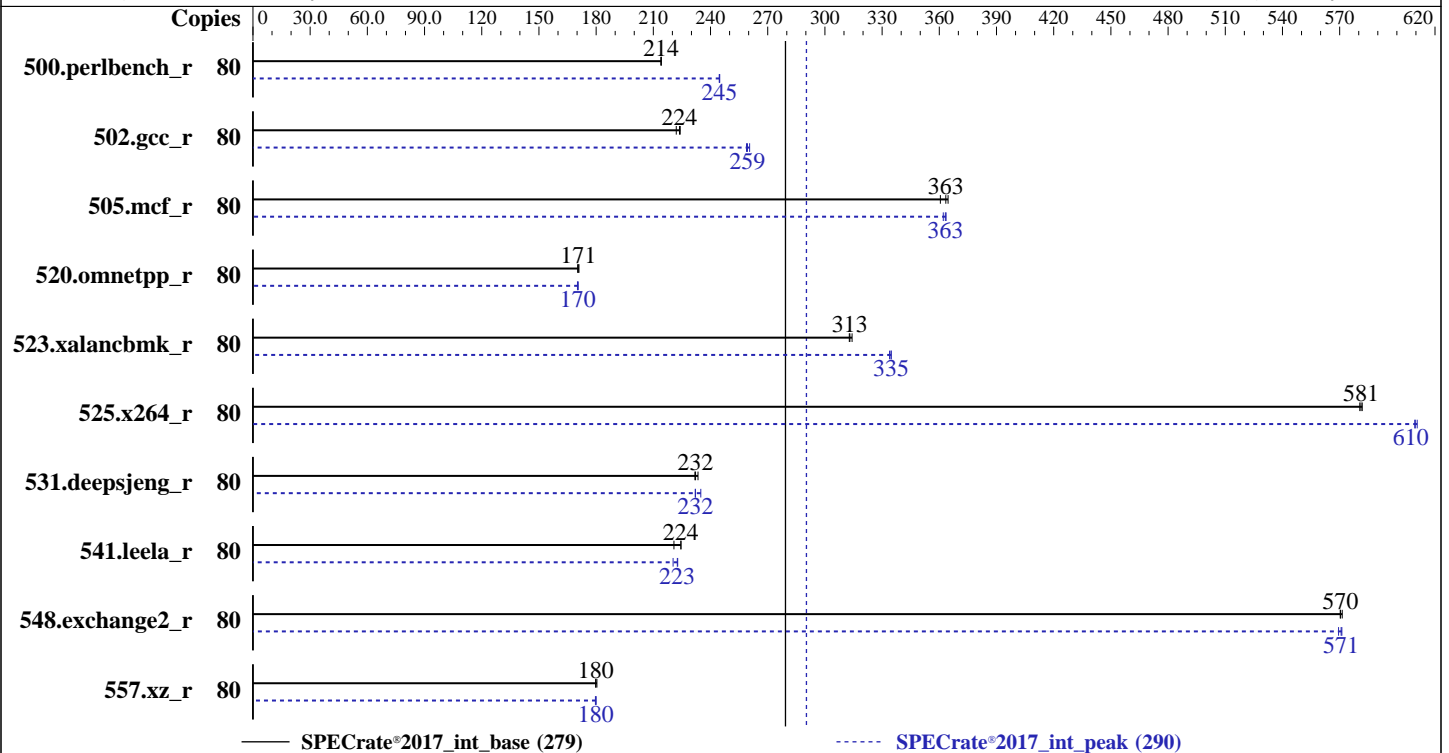 Copies 0 30.0 60.0 90.0 120 150 180 210 240 270 300 330 360 390 420 450 480 510 540 570 620
214
500.perlbench_r 80
245
224
502.gcc_r 80
259
363
505.mcf_r 80
363
171
520.omnetpp_r 80
170
313
523.xalancbmk_r 80
335
581
525.x264_r 80
610
232
531.deepsjeng_r 80
232
224
541.leela_r 80
223
570
548.exchange2_r 80
571
180
557.xz_r 80
180
SPECrate®2017_int_base (279) SPECrate®2017_int_peak (290)